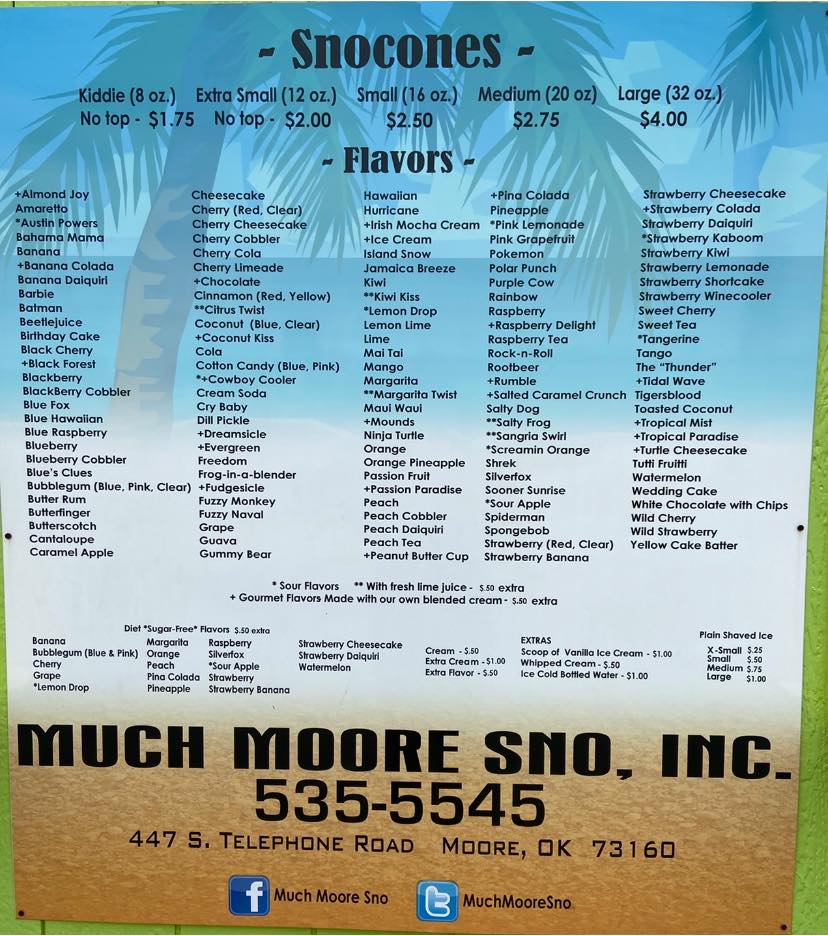 - Snocones -
Kiddie (8 oz.) Extra Small (12 oz.) Small (16 oz.) Medium (20 oz) Large (32 oz.)
No top - $1.75 No top - $2.00 $2.50 $2.75 $4.00
- Flavors -
+Almond Joy
Amaretto
*Austin Powers
Bahama Mama
Banana
+Banana Colada
Banana Daiquiri
Barbie
Batman
Beetlejuice
Birthday Cake
Black Cherry
+Black Forest
Blackberry
BlackBerry Cobbler
Blue Fox
Blue Hawaiian
Blue Raspberry
Blueberry
Blueberry Cobbler
Blue's Clues
Bubblegum (Blue, Pink, Clear)
Butter Rum
Butterfinger
Butterscotch
Cantaloupe
Caramel Apple
Cheesecake
Cherry (Red, Clear)
Cherry Cheesecake
Cherry Cobbler
Cherry Cola
Cherry Limeade
+Chocolate
Cinnamon (Red, Yellow)
**Citrus Twist
Coconut (Blue, Clear)
+Coconut Kiss
Cola
Cotton Candy (Blue, Pink)
*+Cowboy Cooler
Cream Soda
Cry Baby
Dill Pickle
+Dreamsicle
+Evergreen
Freedom
Frog-in-a-blender
+Fudgesicle
Fuzzy Monkey
Fuzzy Naval
Grape
Guava
Gummy Bear
Hawaiian
Hurricane
+Irish Mocha Cream
+Ice Cream
Island Snow
Jamaica Breeze
Kiwi
**Kiwi Kiss
*Lemon Drop
Lemon Lime
Lime
Mai Tai
Mango
Margarita
**Margarita Twist
Maui Waui
+Mounds
Ninja Turtle
Orange
Orange Pineapple
Passion Fruit
+Passion Paradise
Peach
Peach Cobbler
Peach Daiquiri
Peach Tea
+Peanut Butter Cup
+Pina Colada
Pineapple
*Pink Lemonade
Pink Grapefruit
Pokemon
Polar Punch
Purple Cow
Rainbow
Raspberry
+Raspberry Delight
Raspberry Tea
Rock-n-Roll
Rootbeer
+Rumble
+Salted Caramel Crunch
Salty Dog
**Salty Frog
**Sangria Swirl
*Screamin Orange
Shrek
Silverfox
Sooner Sunrise
*Sour Apple
Spiderman
Spongebob
Strawberry (Red, Clear)
Strawberry Banana
Strawberry Cheesecake
+Strawberry Colada
Strawberry Daiquiri
*Strawberry Kaboom
Strawberry Kiwi
Strawberry Lemonade
Strawberry Shortcake
Strawberry Winecooler
Sweet Cherry
Sweet Tea
*Tangerine
Tango
The "Thunder"
+Tidal Wave
Tigersblood
Toasted Coconut
+Tropical Mist
+Tropical Paradise
+Turtle Cheesecake
Tutti Fruitti
Watermelon
Wedding Cake
White Chocolate with Chips
Wild Cherry
Wild Strawberry
Yellow Cake Batter
* Sour Flavors ** With fresh lime juice - $.50 extra
+ Gourmet Flavors Made with our own blended cream - $.50 extra
Diet *Sugar-Free* Flavors $.50 extra
Banana
Bubblegum (Blue & Pink)
Cherry
Grape
*Lemon Drop
Margarita
Orange
Peach
Pina Colada
Pineapple
Raspberry
Silverfox
*Sour Apple
Strawberry
Strawberry Banana
Strawberry Cheesecake
Strawberry Daiquiri
Watermelon
EXTRAS
Cream - $.50
Extra Cream - $1.00
Extra Flavor - $.50
Scoop of Vanilla Ice Cream - $1.00
Whipped Cream - $.50
Ice Cold Bottled Water - $1.00
Plain Shaved Ice
X-Small $.25
Small $.50
Medium $.75
Large $1.00
MUCH MOORE SNO, INC.
535-5545
447 S. TELEPHONE ROAD MOORE, OK 73160
f Much Moore Sno t MuchMooreSno